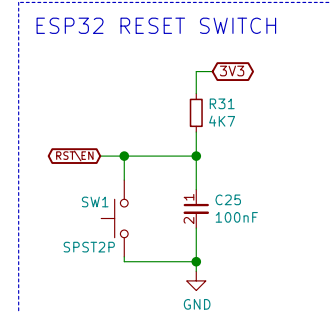 ESP32 RESET SWITCH
3V3
R31
4K7
RST\EN
SW1
SPST2P
1
2
C25
100nF
GND